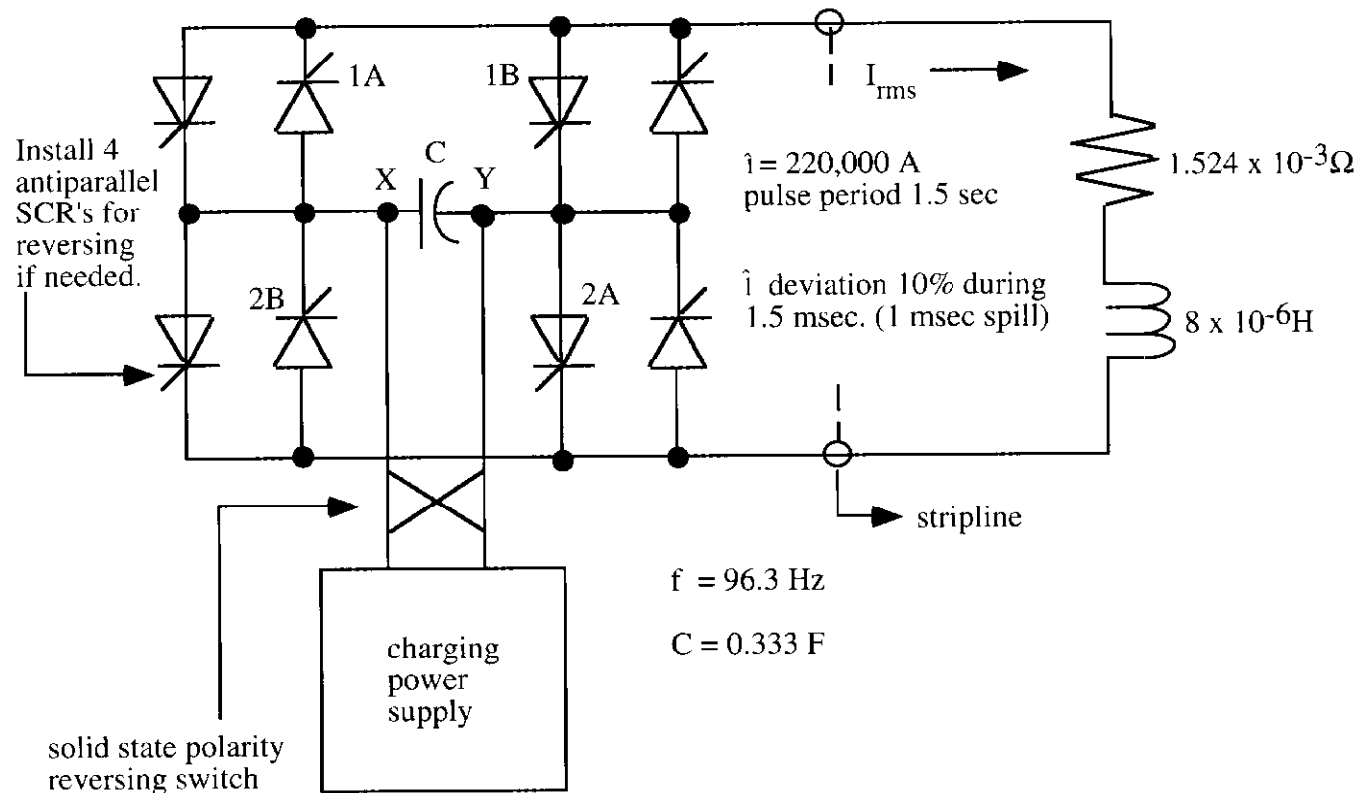 1A
1B
I_rms
Install 4
antiparallel
SCR's for
reversing
if needed.
C
X
Y
î = 220,000 A
pulse period 1.5 sec
1.524 x 10⁻³Ω
2B
2A
î deviation 10% during
1.5 msec. (1 msec spill)
8 x 10⁻⁶H
stripline
f = 96.3 Hz
C = 0.333 F
charging
power
supply
solid state polarity
reversing switch